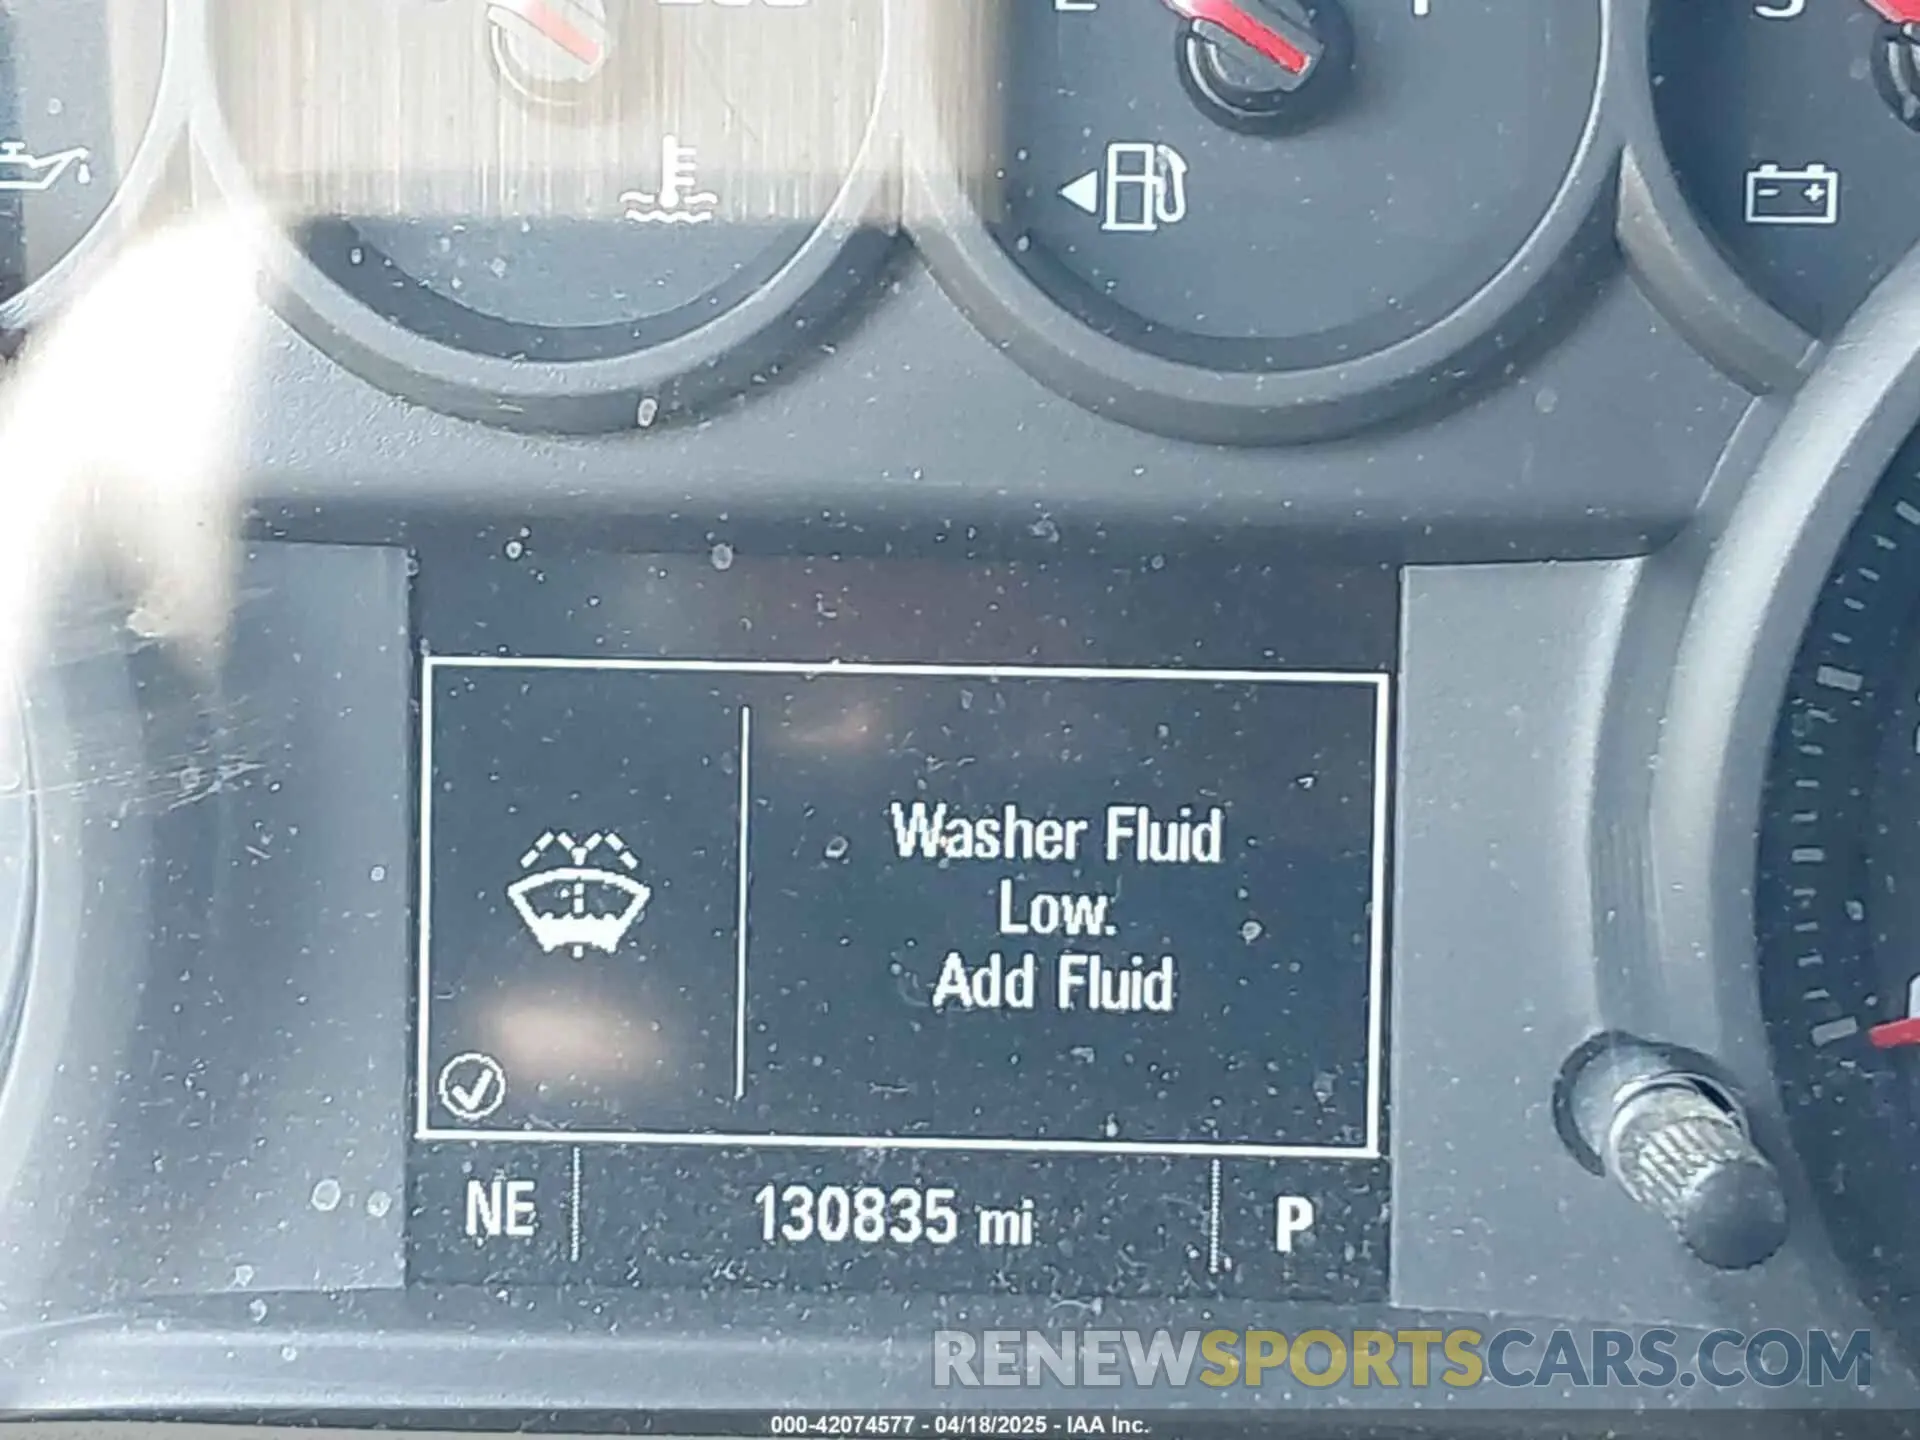 Washer Fluid
Low.
Add Fluid
NE 130835 mi P
RENEWSPORTSCARS.COM
000-42074577 - 04/18/2025 - IAA Inc.